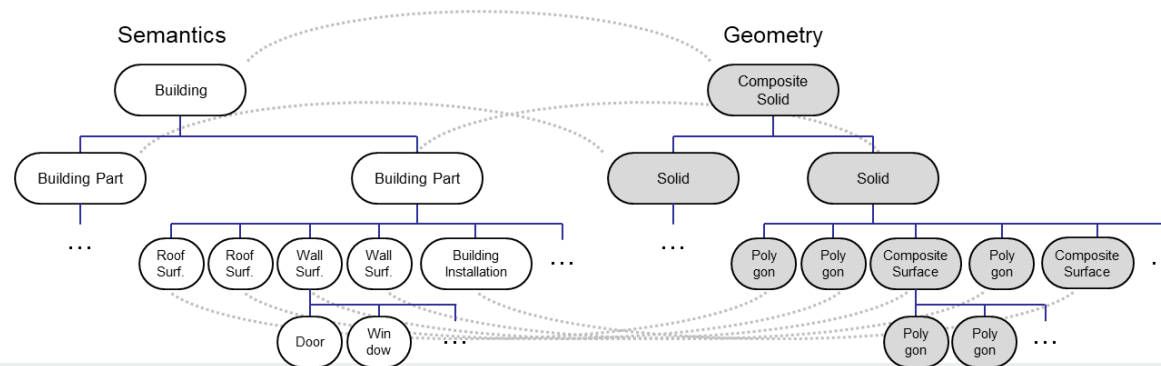 Semantics
Geometry
Building
Composite
Solid
Building Part
Building Part
Solid
Solid
...
Roof
Surf.
Roof
Surf.
Wall
Surf.
Wall
Surf.
Building
Installation
...
...
Poly
gon
Poly
gon
Composite
Surface
Poly
gon
Composite
Surface
...
Door
Win
dow
...
Poly
gon
Poly
gon
...